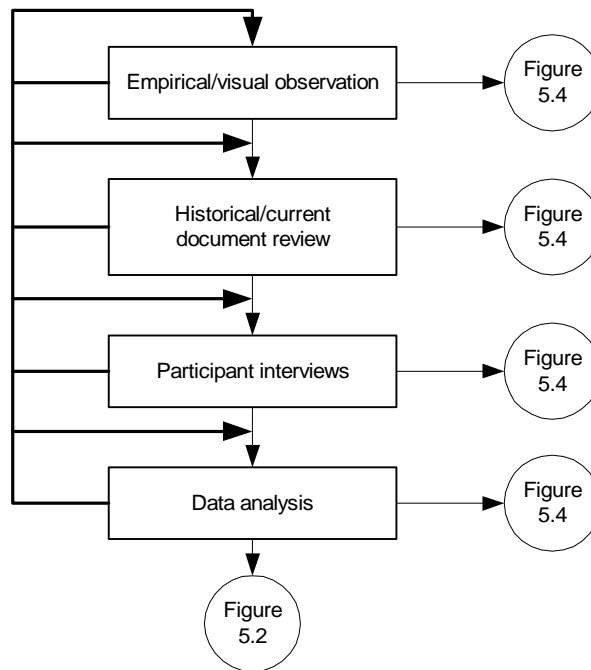 Empirical/visual observation
Figure
5.4
Historical/current
document review
Figure
5.4
Participant interviews
Figure
5.4
Data analysis
Figure
5.4
Figure
5.2